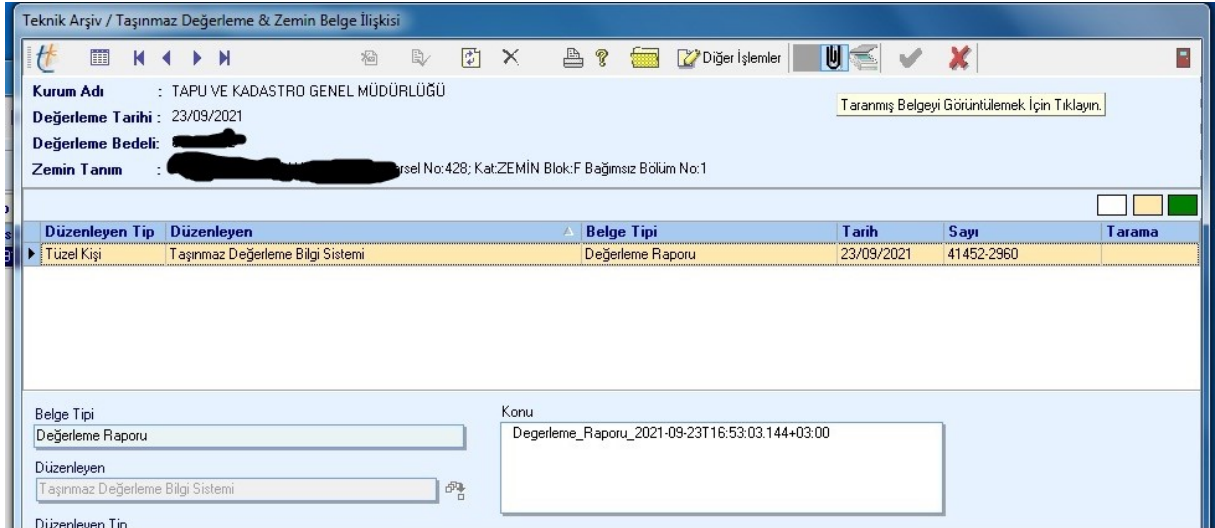 Teknik Arşiv / Taşınmaz Değerleme & Zemin Belge İlişkisi
Diğer İşlemler
Kurum Adı : TAPU VE KADASTRO GENEL MÜDÜRLÜĞÜ
Taranmış Belgeyi Görüntülemek İçin Tıklayın.
Değerleme Tarihi : 23/09/2021
Değerleme Bedeli:
Zemin Tanım : No:428; Kat:ZEMİN Blok:F Bağımsız Bölüm No:1
Düzenleyen Tip Düzenleyen Belge Tipi Tarih Sayı Tarama
Tüzel Kişi Taşınmaz Değerleme Bilgi Sistemi Değerleme Raporu 23/09/2021 41452-2960
Belge Tipi Konu
Değerleme Raporu Degerleme_Raporu_2021-09-23T16:53:03.144+03:00
Düzenleyen
Taşınmaz Değerleme Bilgi Sistemi
Düzenleyen Tip